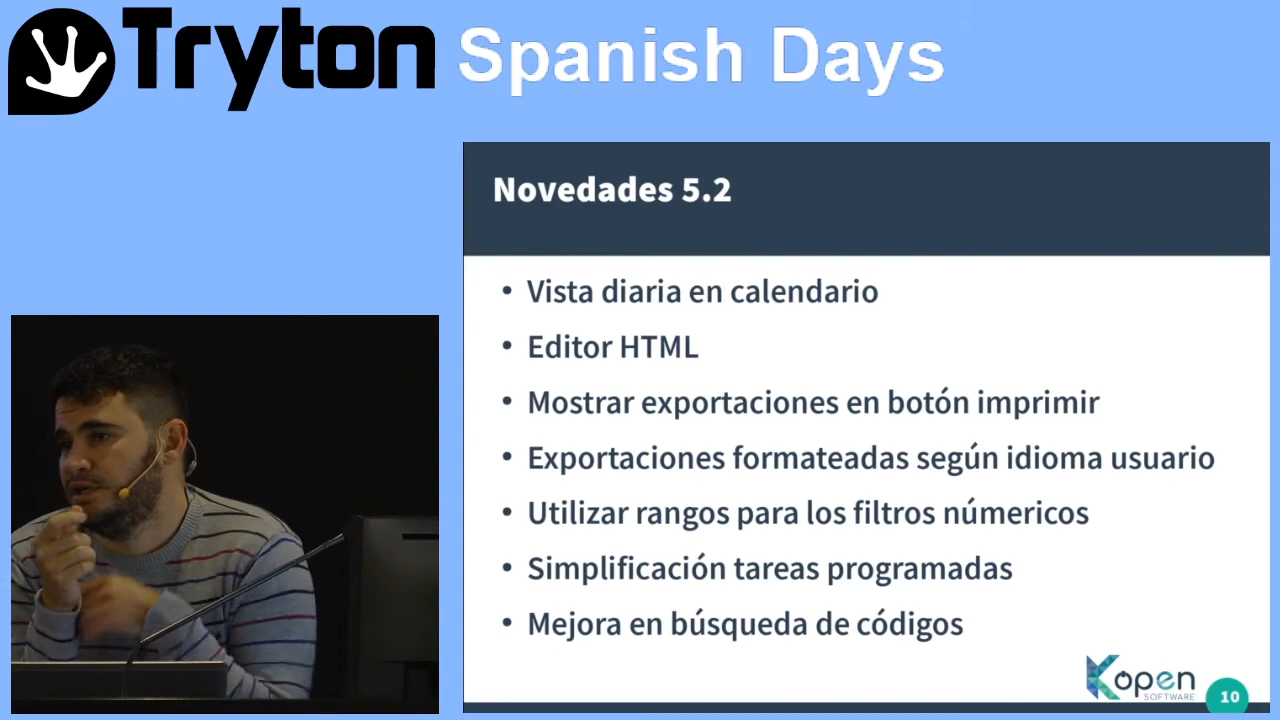 Tryton Spanish Days
Novedades 5.2
• Vista diaria en calendario
• Editor HTML
• Mostrar exportaciones en botón imprimir
• Exportaciones formateadas según idioma usuario
• Utilizar rangos para los filtros númericos
• Simplificación tareas programadas
• Mejora en búsqueda de códigos
Kopen
SOFTWARE
10